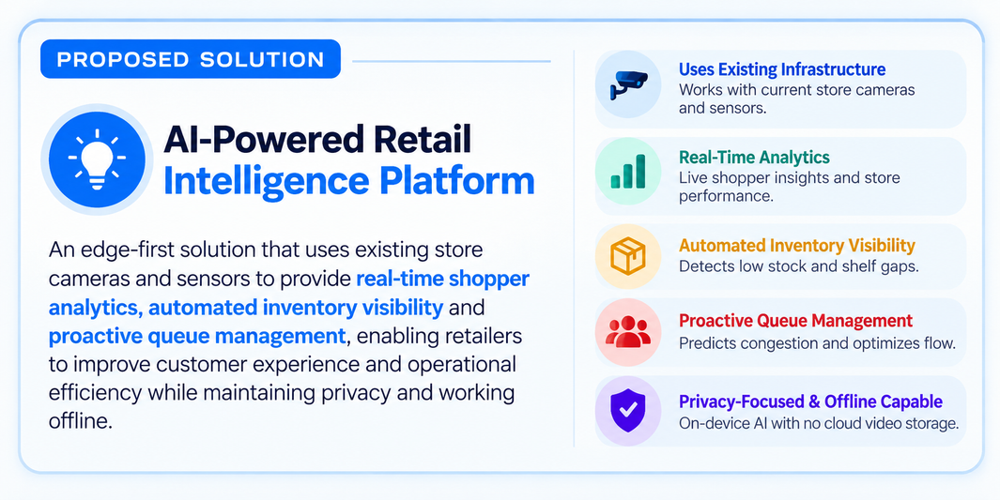 PROPOSED SOLUTION
AI-Powered Retail
Intelligence Platform
An edge-first solution that uses existing store
cameras and sensors to provide real-time shopper
analytics, automated inventory visibility and
proactive queue management, enabling retailers
to improve customer experience and operational
efficiency while maintaining privacy and working
offline.
Uses Existing Infrastructure
Works with current store cameras
and sensors.
Real-Time Analytics
Live shopper insights and store
performance.
Automated Inventory Visibility
Detects low stock and shelf gaps.
Proactive Queue Management
Predicts congestion and optimizes flow.
Privacy-Focused & Offline Capable
On-device AI with no cloud video storage.